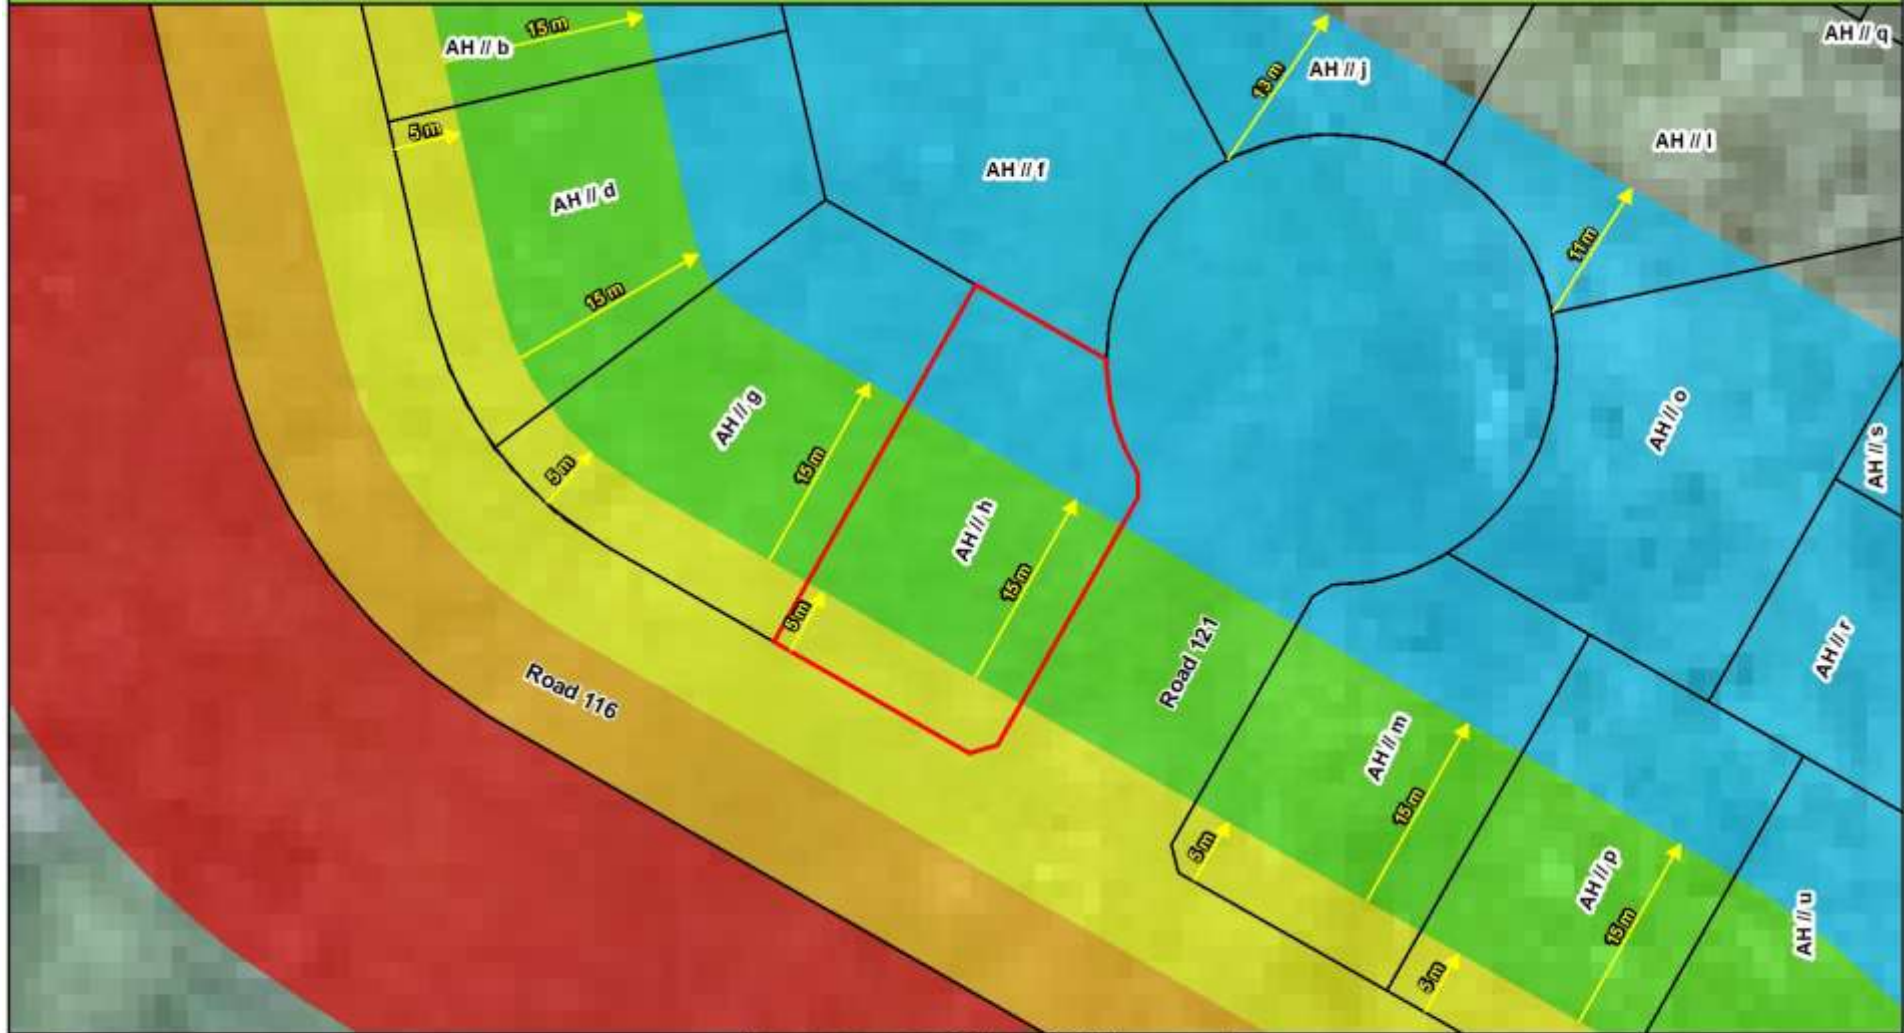 15 m
AH // b
AH // q
13 m
AH // j
5 m
AH // l
AH // f
AH // d
11 m
15 m
AH // g
AH // o
AH // s
15 m
5 m
AH // h
15 m
5 m
Road 121
AH // r
Road 116
AH // m
15 m
5 m
AH // p
15 m
AH // u
5 m